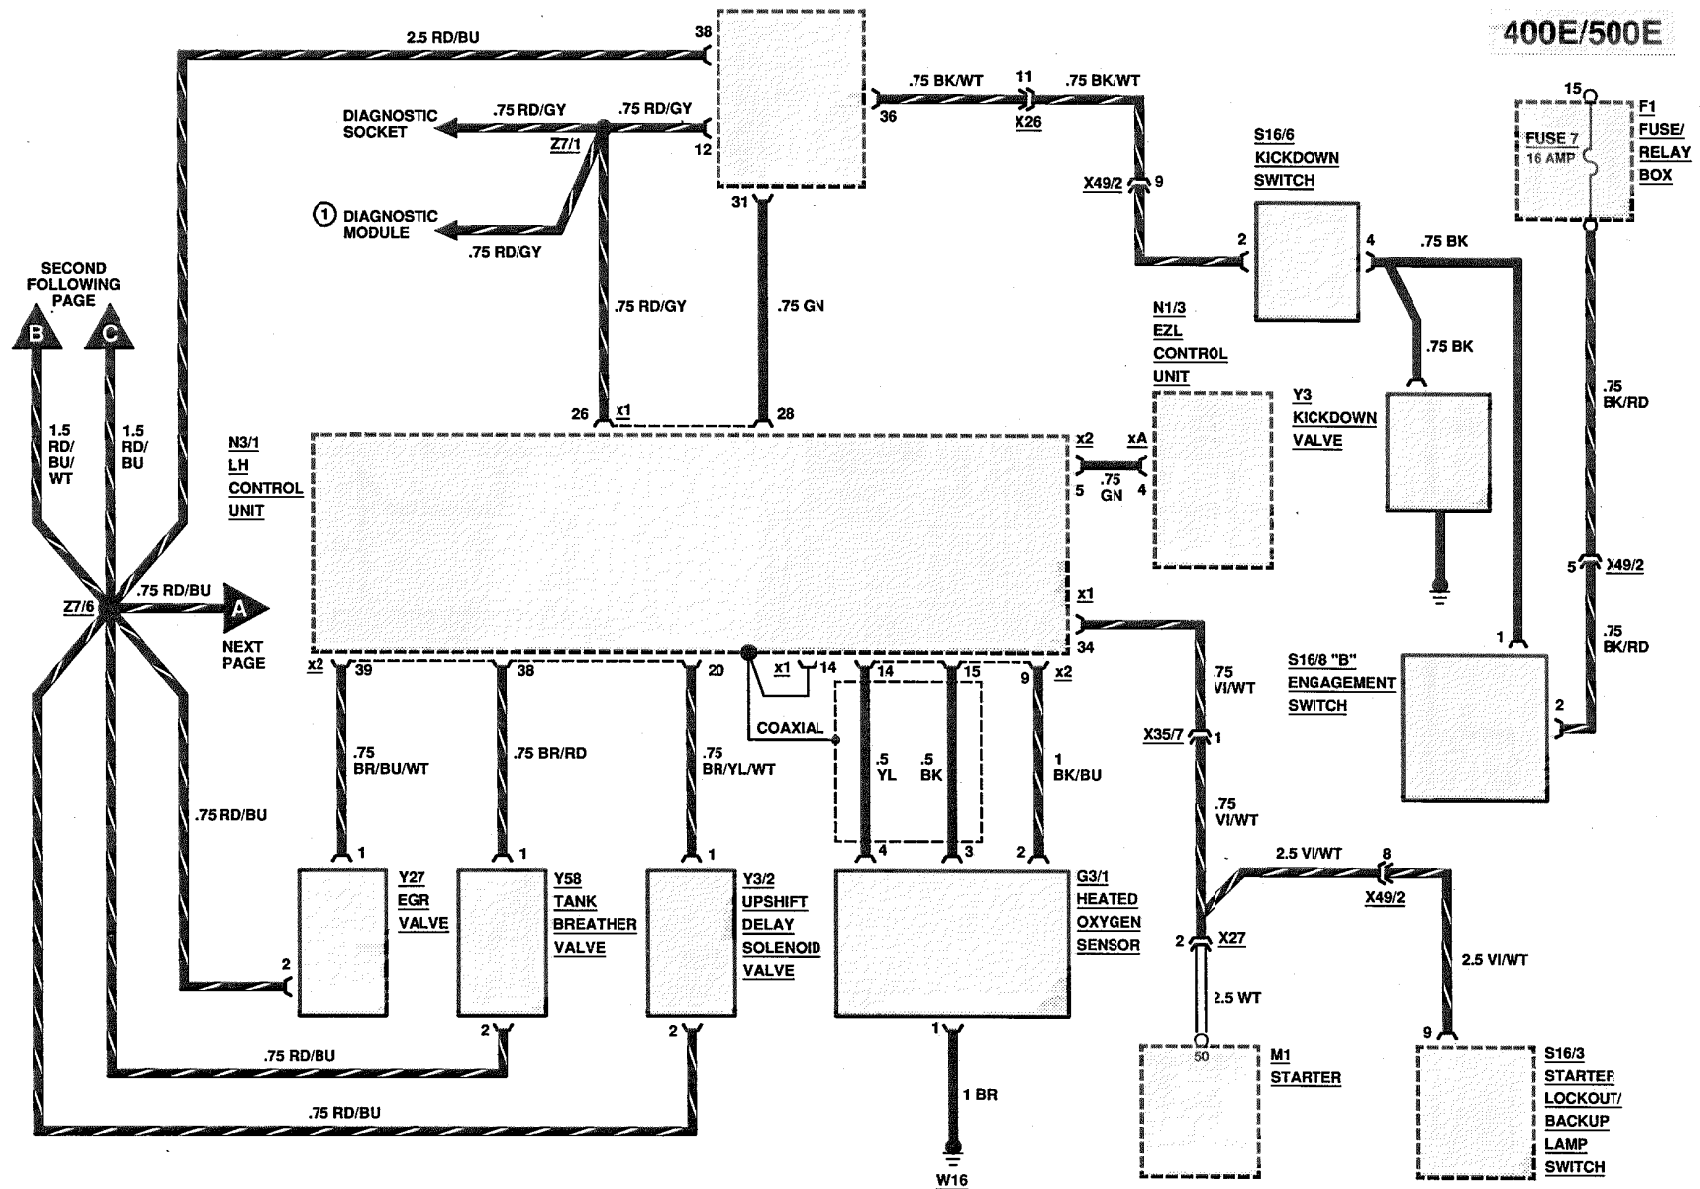 400E/500E
2.5 RD/BU
38
.75 BK/WT
11
.75 BK/WT
36
X26
15
F1
FUSE/
RELAY
BOX
FUSE 7
16 AMP
DIAGNOSTIC
SOCKET
.75 RD/GY
.75 RD/GY
Z7/1
12
S16/6
KICKDOWN
SWITCH
X49/2
9
31
1
DIAGNOSTIC
MODULE
.75 RD/GY
2
4
.75 BK
SECOND
FOLLOWING
PAGE
B
C
.75 RD/GY
.75 GN
N1/3
EZL
CONTROL
UNIT
.75 BK
.75
BK/RD
Y3
KICKDOWN
VALVE
26
x1
28
1.5
RD/
BU/
WT
1.5
RD/
BU
N3/1
LH
CONTROL
UNIT
x2
xA
5
.75
GN
4
5
X49/2
.75 RD/BU
Z7/6
A
NEXT
PAGE
x1
34
1
.75
BK/RD
x2
39
38
20
x1
14
14
15
9
x2
S16/8 "B"
ENGAGEMENT
SWITCH
2
.75
VI/WT
COAXIAL
X35/7
1
.75
BR/BU/WT
.75 BR/RD
.75
BR/YL/WT
.5
YL
.5
BK
1
BK/BU
.75 RD/BU
.75
VI/WT
1
1
1
4
3
2
2.5 VI/WT
8
X49/2
Y27
EGR
VALVE
Y58
TANK
BREATHER
VALVE
Y3/2
UPSHIFT
DELAY
SOLENOID
VALVE
G3/1
HEATED
OXYGEN
SENSOR
2
X27
2
2.5 VI/WT
2.5 WT
2
2
1
9
.75 RD/BU
50
M1
STARTER
S16/3
STARTER
LOCKOUT/
BACKUP
LAMP
SWITCH
1 BR
.75 RD/BU
W16